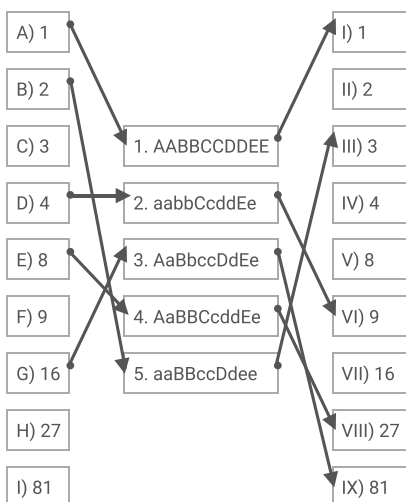 A) 1
B) 2
C) 3
D) 4
E) 8
F) 9
G) 16
H) 27
I) 81
1. AABBCCDDEE
2. aabbCcddEe
3. AaBbccDdEe
4. AaBBCcddEe
5. aaBBccDdee
I) 1
II) 2
III) 3
IV) 4
V) 8
VI) 9
VII) 16
VIII) 27
IX) 81